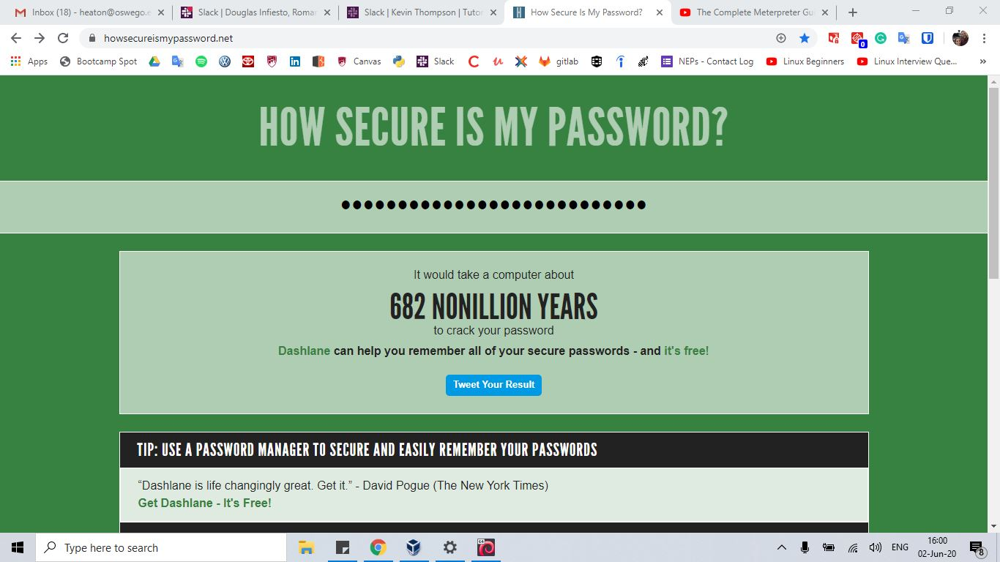 Inbox (18) - heaton@oswego.e
Slack | Douglas Infiesto, Romar
Slack | Kevin Thompson | Tutor
How Secure Is My Password?
The Complete Meterpreter Gui
howsecureismypassword.net
0
Apps
Bootcamp Spot
Canvas
Slack
gitlab
NEPs - Contact Log
Linux Beginners
Linux Interview Que...
HOW SECURE IS MY PASSWORD?
●●●●●●●●●●●●●●●●●●●●●●●●●●●
It would take a computer about
682 NONILLION YEARS
to crack your password
Dashlane can help you remember all of your secure passwords - and it's free!
Tweet Your Result
TIP: USE A PASSWORD MANAGER TO SECURE AND EASILY REMEMBER YOUR PASSWORDS
“Dashlane is life changingly great. Get it.” - David Pogue (The New York Times)
Get Dashlane - It's Free!
Type here to search
ENG
16:00
02-Jun-20
8